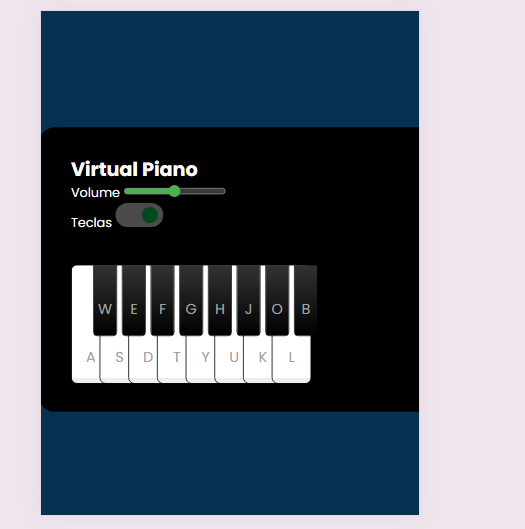 Virtual Piano
Volume
Teclas
W E F G H J O B
A S D T Y U K L